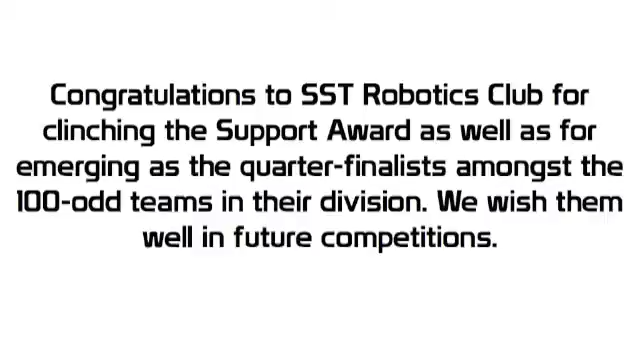 Congratulations to SST Robotics Club for
clinching the Support Award as well as for
emerging as the quarter-finalists amongst the
100-odd teams in their division. We wish them
well in future competitions.